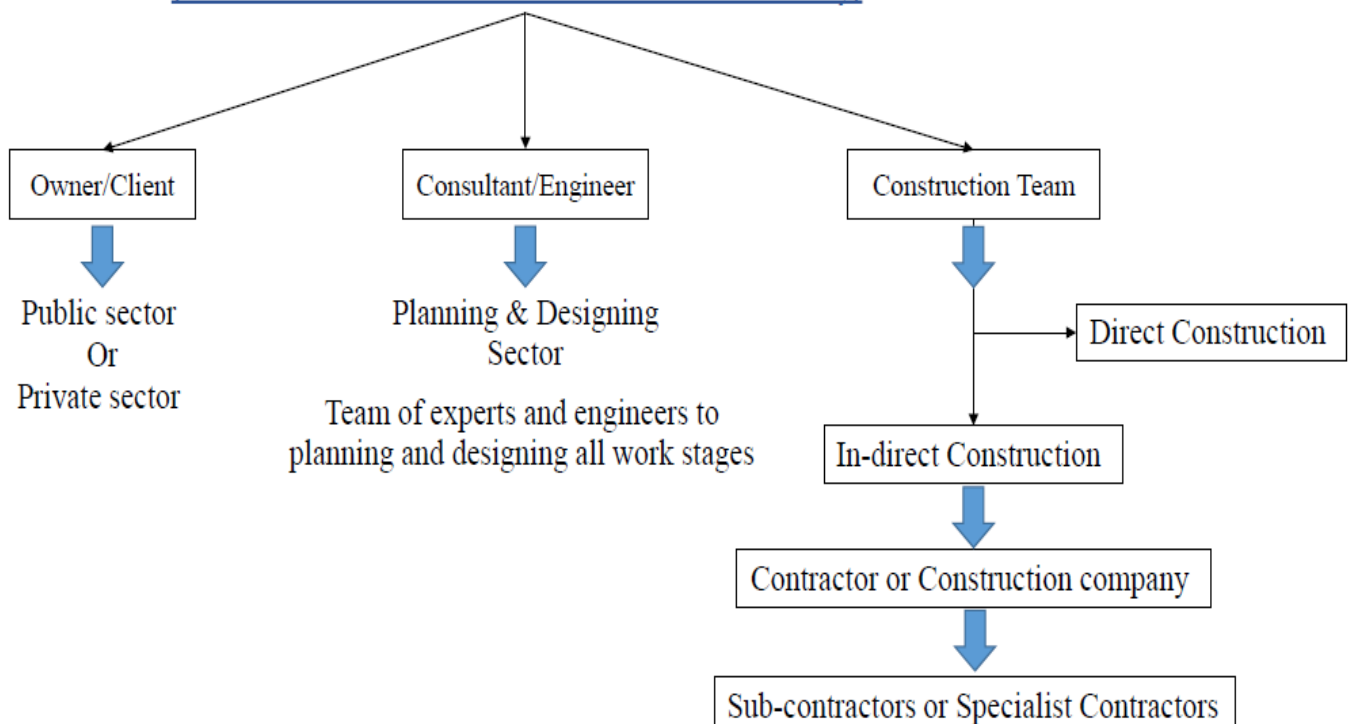 Owner/Client
Consultant/Engineer
Construction Team
Public sector
Or
Private sector
Planning & Designing
Sector
Team of experts and engineers to
planning and designing all work stages
Direct Construction
In-direct Construction
Contractor or Construction company
Sub-contractors or Specialist Contractors